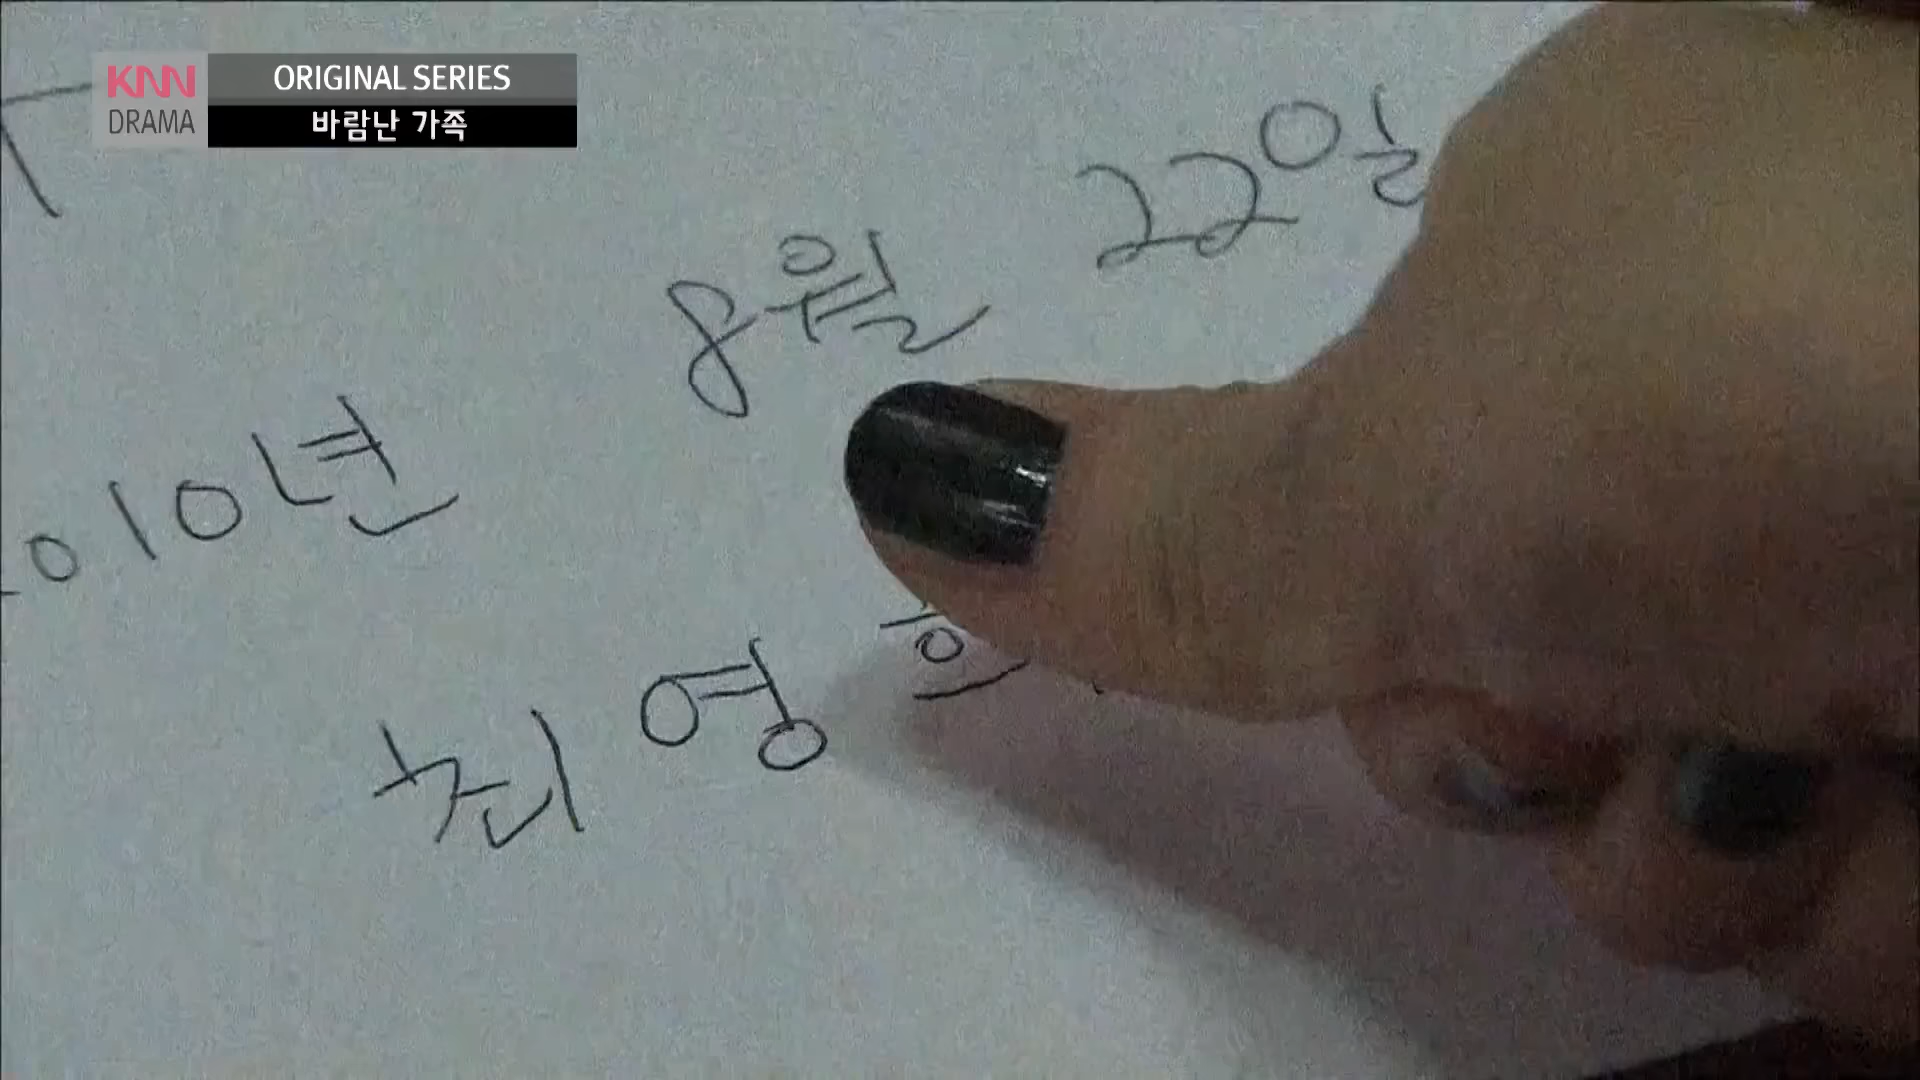 KNN
DRAMA
ORIGINAL SERIES
바람난 가족
010년 8월 22일
최영희